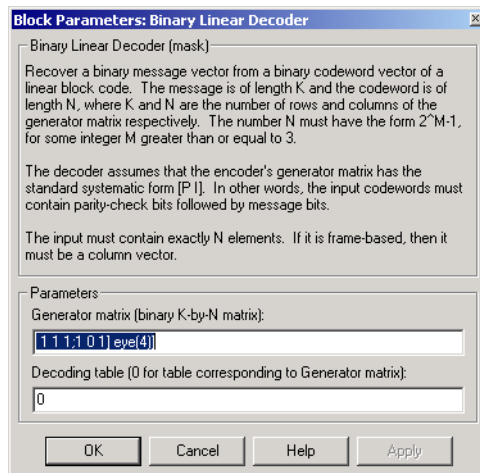 Block Parameters: Binary Linear Decoder
Binary Linear Decoder (mask)
Recover a binary message vector from a binary codeword vector of a
linear block code. The message is of length K and the codeword is of
length N, where K and N are the number of rows and columns of the
generator matrix respectively. The number N must have the form 2^M-1,
for some integer M greater than or equal to 3.
The decoder assumes that the encoder's generator matrix has the
standard systematic form [P I]. In other words, the input codewords must
contain parity-check bits followed by message bits.
The input must contain exactly N elements. If it is frame-based, then it
must be a column vector.
Parameters
Generator matrix (binary K-by-N matrix):
1 1 1;1 0 1] eye(4)]
Decoding table (0 for table corresponding to Generator matrix):
0
OK Cancel Help Apply